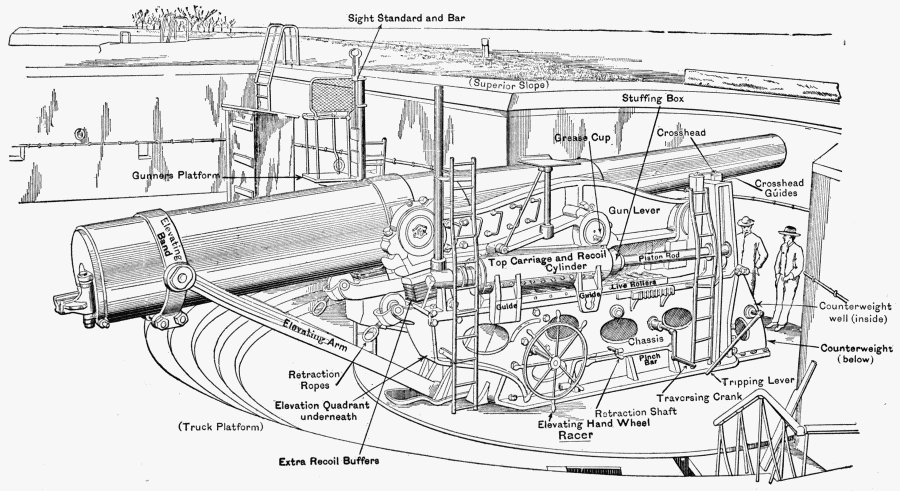 Sight Standard and Bar
(Superior Slope)
Stuffing Box
Grease Cup
Crosshead
Gunners Platform
Crosshead
Guides
Gun Lever
Elevating
Band
Top Carriage and Recoil
Cylinder
Piston Rod
Live Rollers
Guide
Guide
Counterweight
well (inside)
Elevating Arm
Chassis
Counterweight
(below)
Pinch
Bar
Retraction
Ropes
Tripping Lever
Traversing Crank
Elevation Quadrant
underneath
Retraction Shaft
Elevating Hand Wheel
(Truck Platform)
Racer
Extra Recoil Buffers